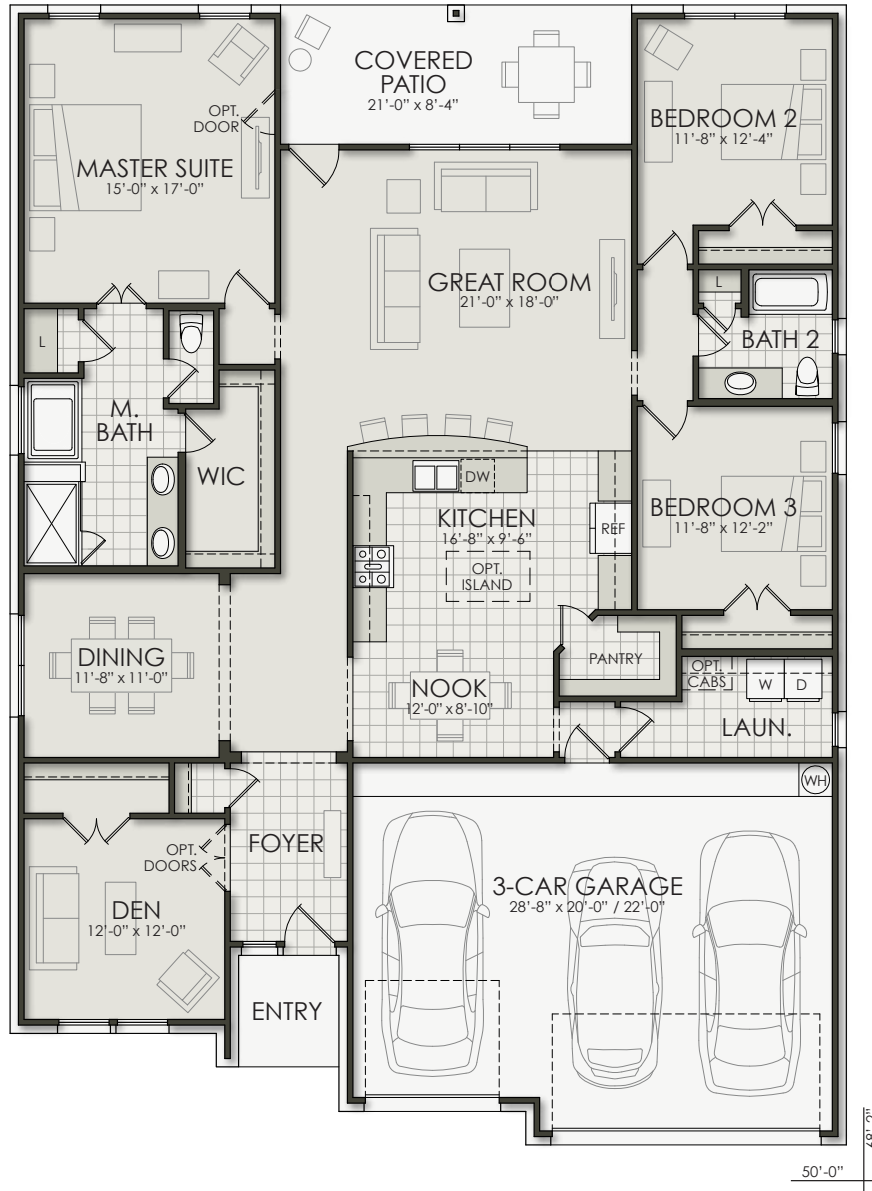 COVERED
PATIO
21'-0" x 8'-4"
OPT.
DOOR
MASTER SUITE
15'-0" x 17'-0"
BEDROOM 2
11'-8" x 12'-4"
GREAT ROOM
21'-0" x 18'-0"
L
L
BATH 2
M.
BATH
WIC
DW
KITCHEN
16'-8" x 9'-6"
REF
OPT.
ISLAND
BEDROOM 3
11'-8" x 12'-2"
DINING
11'-8" x 11'-0"
PANTRY
OPT.
CABS
W
D
NOOK
12'-0" x 8'-10"
LAUN.
WH
FOYER
OPT.
DOORS
DEN
12'-0" x 12'-0"
3-CAR GARAGE
28'-8" x 20'-0" / 22'-0"
ENTRY
50'-0"